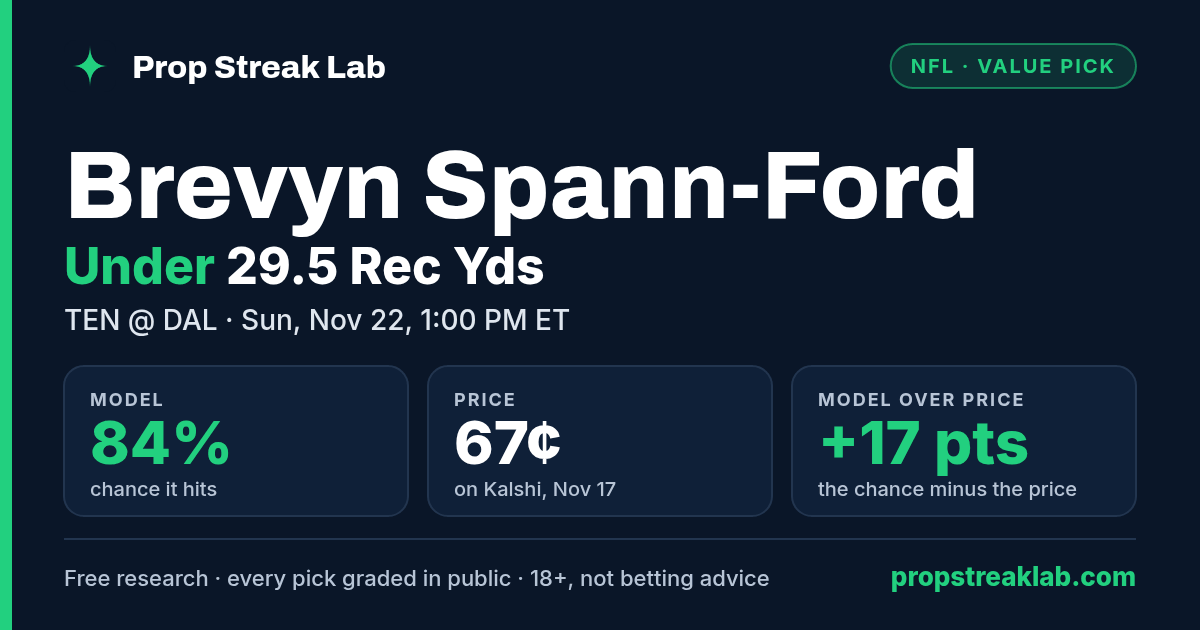 Prop Streak Lab
NFL · VALUE PICK
Brevyn Spann-Ford
Under 29.5 Rec Yds
TEN @ DAL · Sun, Nov 22, 1:00 PM ET
MODEL
84%
chance it hits
PRICE
67¢
on Kalshi, Nov 17
MODEL OVER PRICE
+17 pts
the chance minus the price
Free research · every pick graded in public · 18+, not betting advice
propstreaklab.com